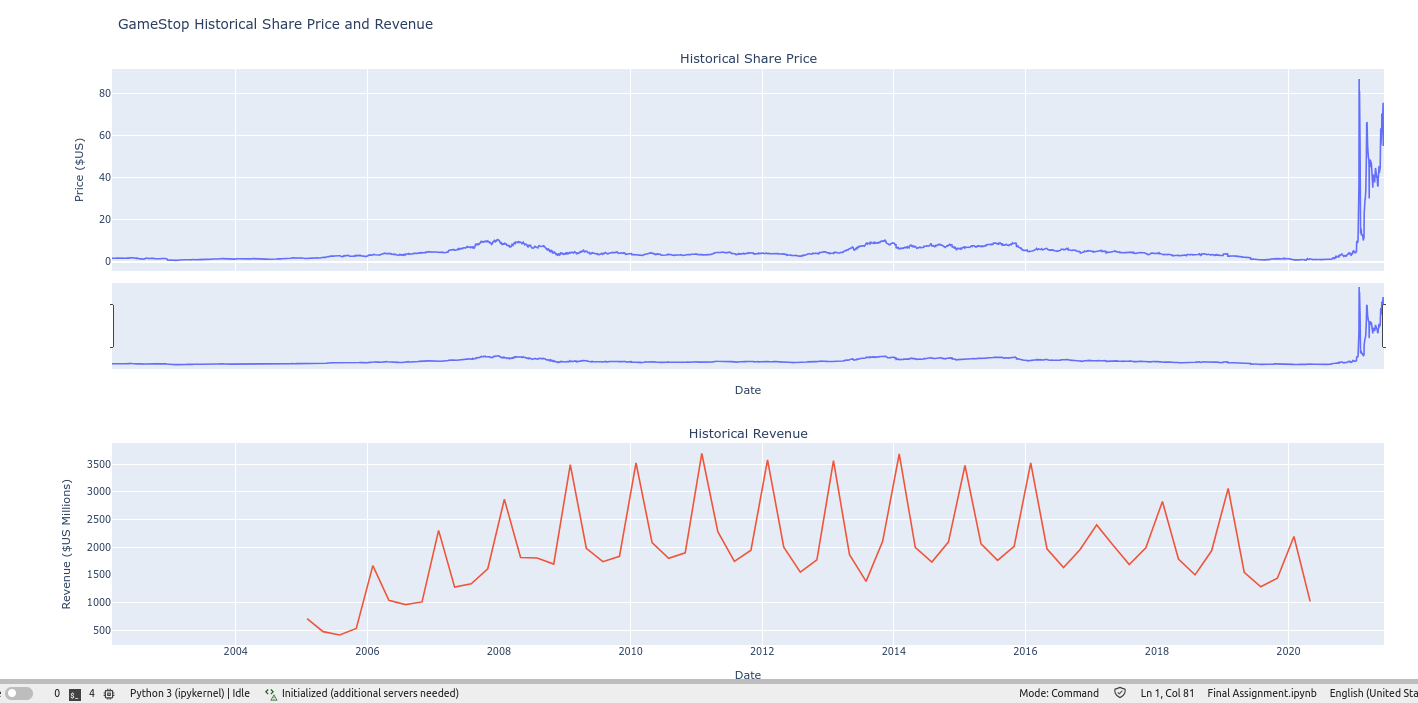 GameStop Historical Share Price and Revenue
Historical Share Price
Price ($US)
80
60
40
20
0
Date
Historical Revenue
Revenue ($US Millions)
3500
3000
2500
2000
1500
1000
500
2004 2006 2008 2010 2012 2014 2016 2018 2020
Date
0 $_ 4 Python 3 (ipykernel) | Idle Initialized (additional servers needed) Mode: Command Ln 1, Col 81 Final Assignment.ipynb English (United Sta